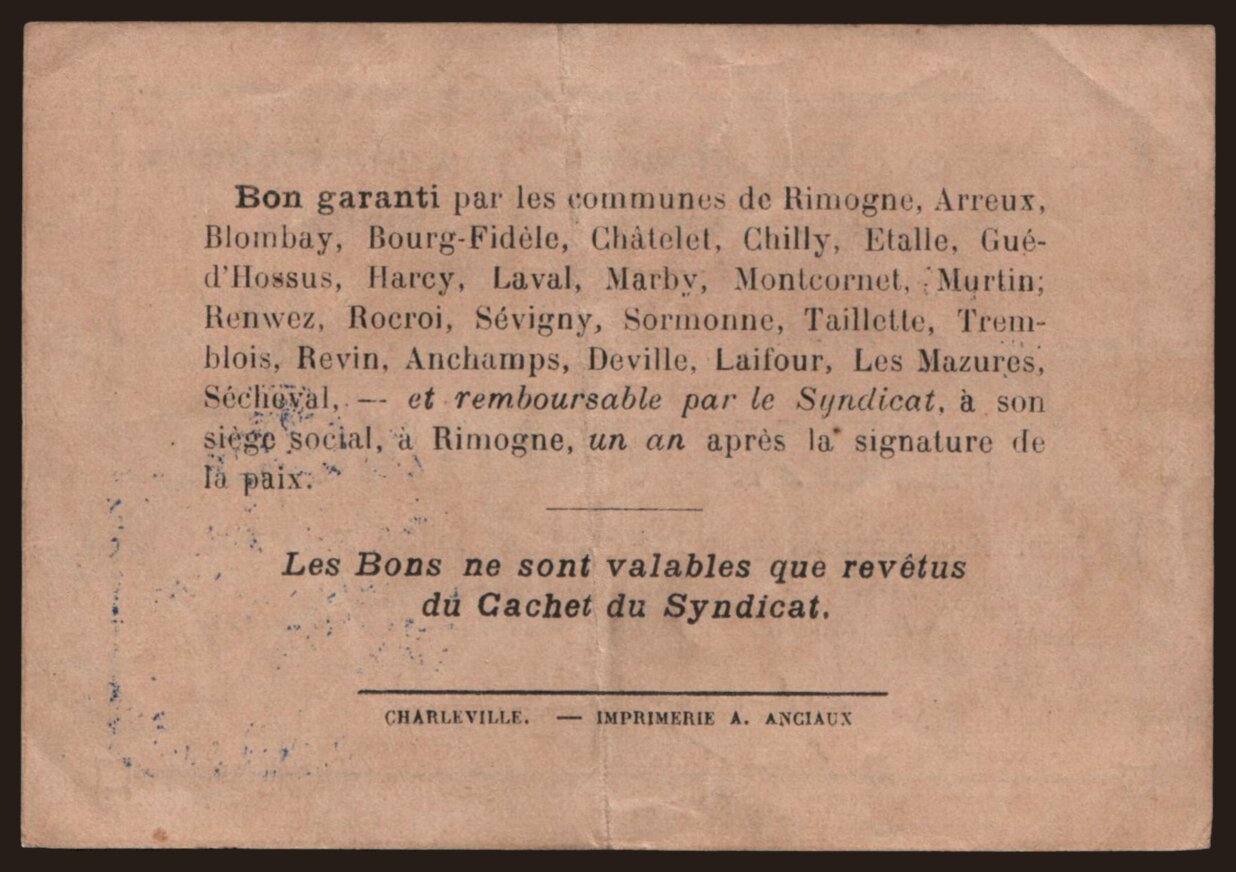 Bon garanti par les communes de Rimogne, Arreux,
Blombay, Bourg-Fidèle, Châtelet, Chilly, Etalle, Gué-
d'Hossus, Harcy, Laval, Marby, Montcornet, Murtin,
Renwez, Rocroi, Sévigny, Sormonne, Taillette, Trem-
blois, Revin, Anchamps, Deville, Laifour, Les Mazures,
Sécheval, — et remboursable par le Syndicat, à son
siège social, à Rimogne, un an après la signature de
la paix.
Les Bons ne sont valables que revêtus
du Cachet du Syndicat.
CHARLEVILLE. — IMPRIMERIE A. ANCIAUX